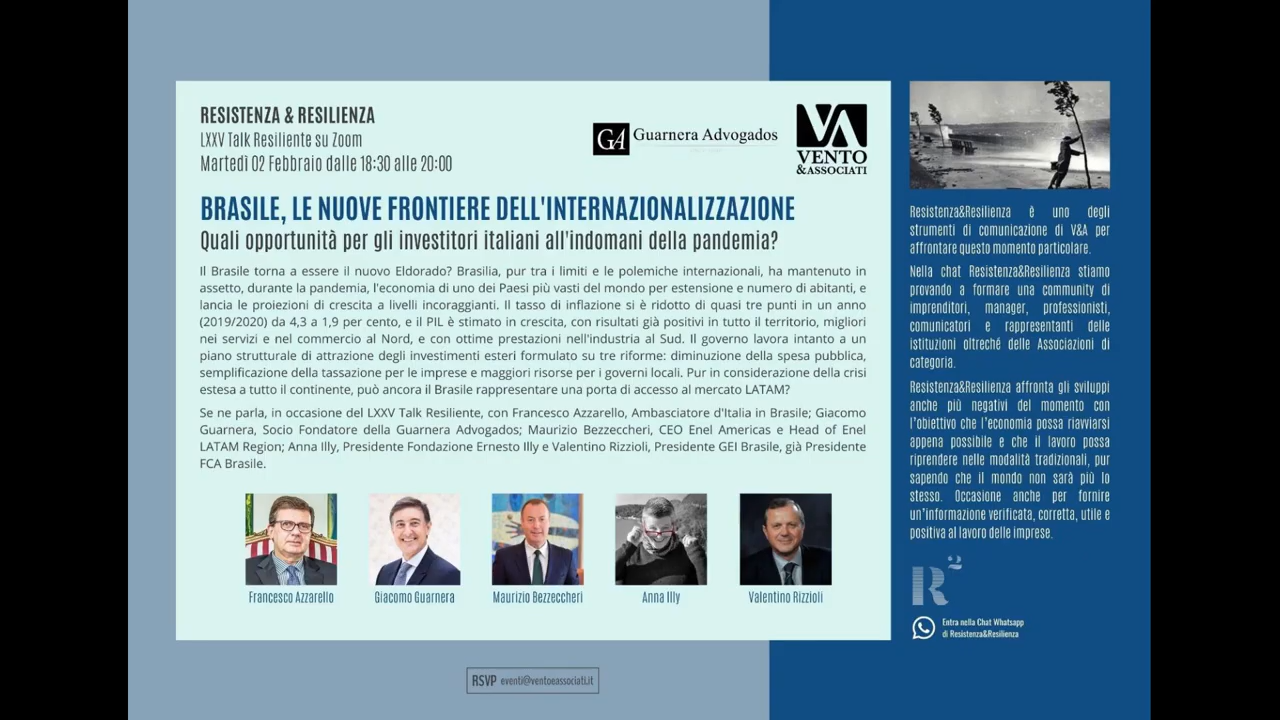 RESISTENZA & RESILIENZA
LXXV Talk Resiliente su Zoom
Martedì 02 Febbraio dalle 18:30 alle 20:00
GA Guarnera Advogados
VA
VENTO
&ASSOCIATI
BRASILE, LE NUOVE FRONTIERE DELL'INTERNAZIONALIZZAZIONE
Quali opportunità per gli investitori italiani all'indomani della pandemia?
Il Brasile torna a essere il nuovo Eldorado? Brasilia, pur tra i limiti e le polemiche internazionali, ha mantenuto in
assetto, durante la pandemia, l'economia di uno dei Paesi più vasti del mondo per estensione e numero di abitanti, e
lancia le proiezioni di crescita a livelli incoraggianti. Il tasso di inflazione si è ridotto di quasi tre punti in un anno
(2019/2020) da 4,3 a 1,9 per cento, e il PIL è stimato in crescita, con risultati già positivi in tutto il territorio, migliori
nei servizi e nel commercio al Nord, e con ottime prestazioni nell'industria al Sud. Il governo lavora intanto a un
piano strutturale di attrazione degli investimenti esteri formulato su tre riforme: diminuzione della spesa pubblica,
semplificazione della tassazione per le imprese e maggiori risorse per i governi locali. Pur in considerazione della crisi
estesa a tutto il continente, può ancora il Brasile rappresentare una porta di accesso al mercato LATAM?
Se ne parla, in occasione del LXXV Talk Resiliente, con Francesco Azzarello, Ambasciatore d'Italia in Brasile; Giacomo
Guarnera, Socio Fondatore della Guarnera Advogados; Maurizio Bezzeccheri, CEO Enel Americas e Head of Enel
LATAM Region; Anna Illy, Presidente Fondazione Ernesto Illy e Valentino Rizzioli, Presidente GEI Brasile, già Presidente
FCA Brasile.
Francesco Azzarello
Giacomo Guarnera
Maurizio Bezzeccheri
Anna Illy
Valentino Rizzioli
Resistenza&Resilienza è uno degli
strumenti di comunicazione di V&A per
affrontare questo momento particolare.
Nella chat Resistenza&Resilienza stiamo
provando a formare una community di
imprenditori, manager, professionisti,
comunicatori e rappresentanti delle
istituzioni oltreché delle Associazioni di
categoria.
Resistenza&Resilienza affronta gli sviluppi
anche più negativi del momento con
l'obiettivo che l'economia possa riavviarsi
appena possibile e che il lavoro possa
riprendere nelle modalità tradizionali, pur
sapendo che il mondo non sarà più lo
stesso. Occasione anche per fornire
un'informazione verificata, corretta, utile e
positiva al lavoro delle imprese.
R²
Entra nella Chat Whatsapp
di Resistenza&Resilienza
RSVP eventi@ventoeassociati.it